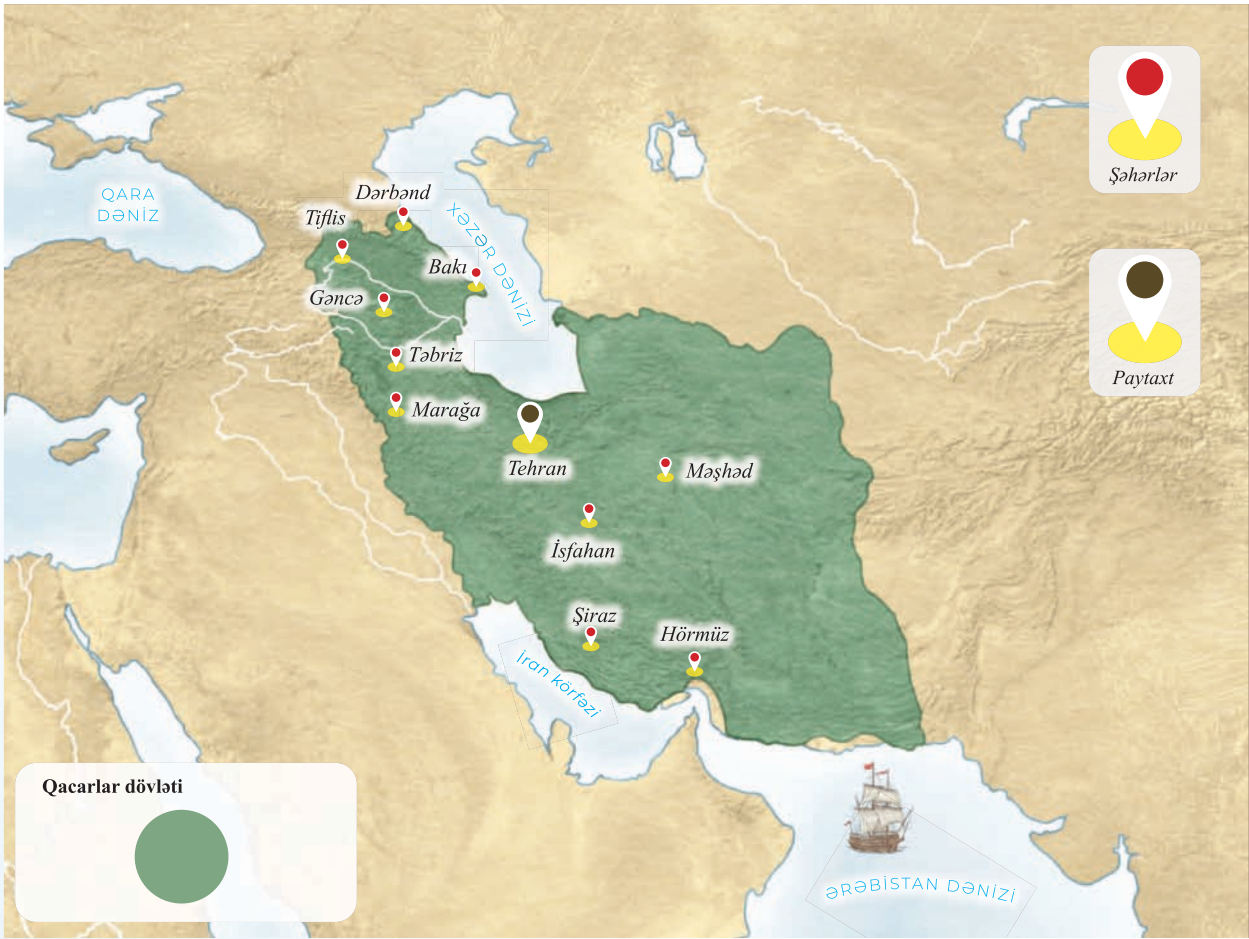 Şəhərlər
Paytaxt
QARA
DƏNİZ
XƏZƏR DƏNİZİ
Dərbənd
Tiflis
Bakı
Gəncə
Təbriz
Marağa
Tehran
Məşhəd
İsfahan
Şiraz
Hörmüz
İran körfəzi
Qacarlar dövləti
ƏRƏBİSTAN DƏNİZİ